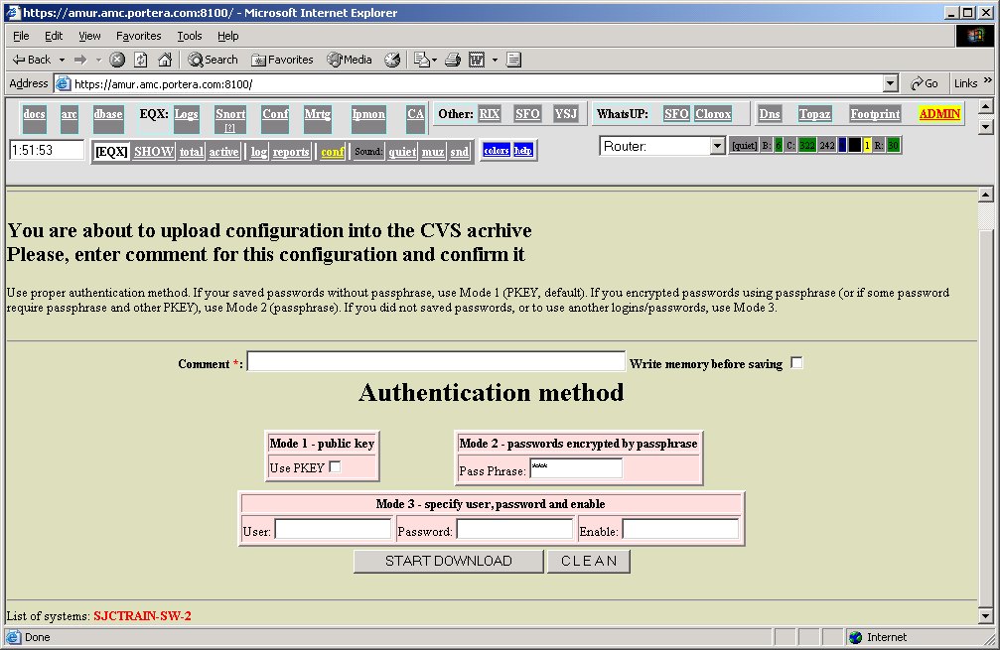 https://amur.amc.portera.com:8100/ - Microsoft Internet Explorer
File Edit View Favorites Tools Help
Back Search Favorites Media
Address https://amur.amc.portera.com:8100/ Go Links »
docs arc dbase EQX: Logs Snort [?] Conf Mrtg Ipmon CA Other: RIX SFO YSJ WhatsUP: SFO Clorox Dns Topaz Footprint ADMIN
1:51:53 [EQX] SHOW total active log reports conf Sound: quiet muz snd colors help Router: [quiet] B: 6 C: 322 242 1 R: 30
You are about to upload configuration into the CVS acrhive
Please, enter comment for this configuration and confirm it
Use proper authentication method. If your saved passwords without passphrase, use Mode 1 (PKEY, default). If you encrypted passwords using passphrase (or if some password
require passphrase and other PKEY), use Mode 2 (passphrase). If you did not saved passwords, or to use another logins/passwords, use Mode 3.
Comment *: Write memory before saving
Authentication method
Mode 1 - public key
Use PKEY
Mode 2 - passwords encrypted by passphrase
Pass Phrase: ***
Mode 3 - specify user, password and enable
User: Password: Enable:
START DOWNLOAD CLEAN
List of systems: SJCTRAIN-SW-2
Done Internet